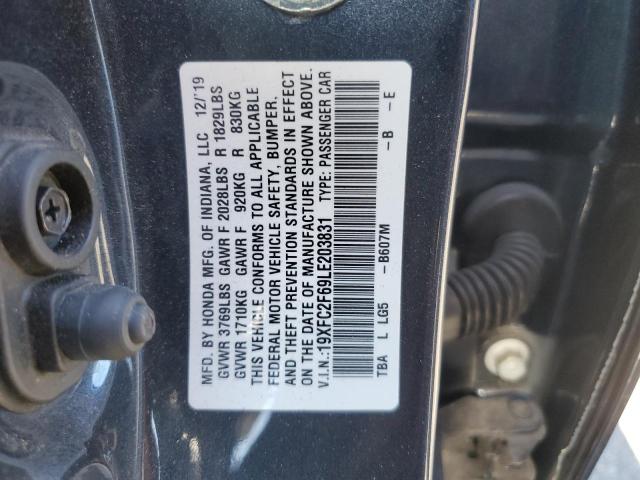 MFD. BY HONDA MFG. OF INDIANA, LLC 12/'19
GVWR 3769LBS GAWR F 2028LBS R 1829LBS
GVWR 1710KG GAWR F 920KG R 830KG
THIS VEHICLE CONFORMS TO ALL APPLICABLE
FEDERAL MOTOR VEHICLE SAFETY, BUMPER,
AND THEFT PREVENTION STANDARDS IN EFFECT
ON THE DATE OF MANUFACTURE SHOWN ABOVE.
V.I.N.:19XFC2F69LE203831 TYPE: PASSENGER CAR
TBA L LG5 -B607M -B -E